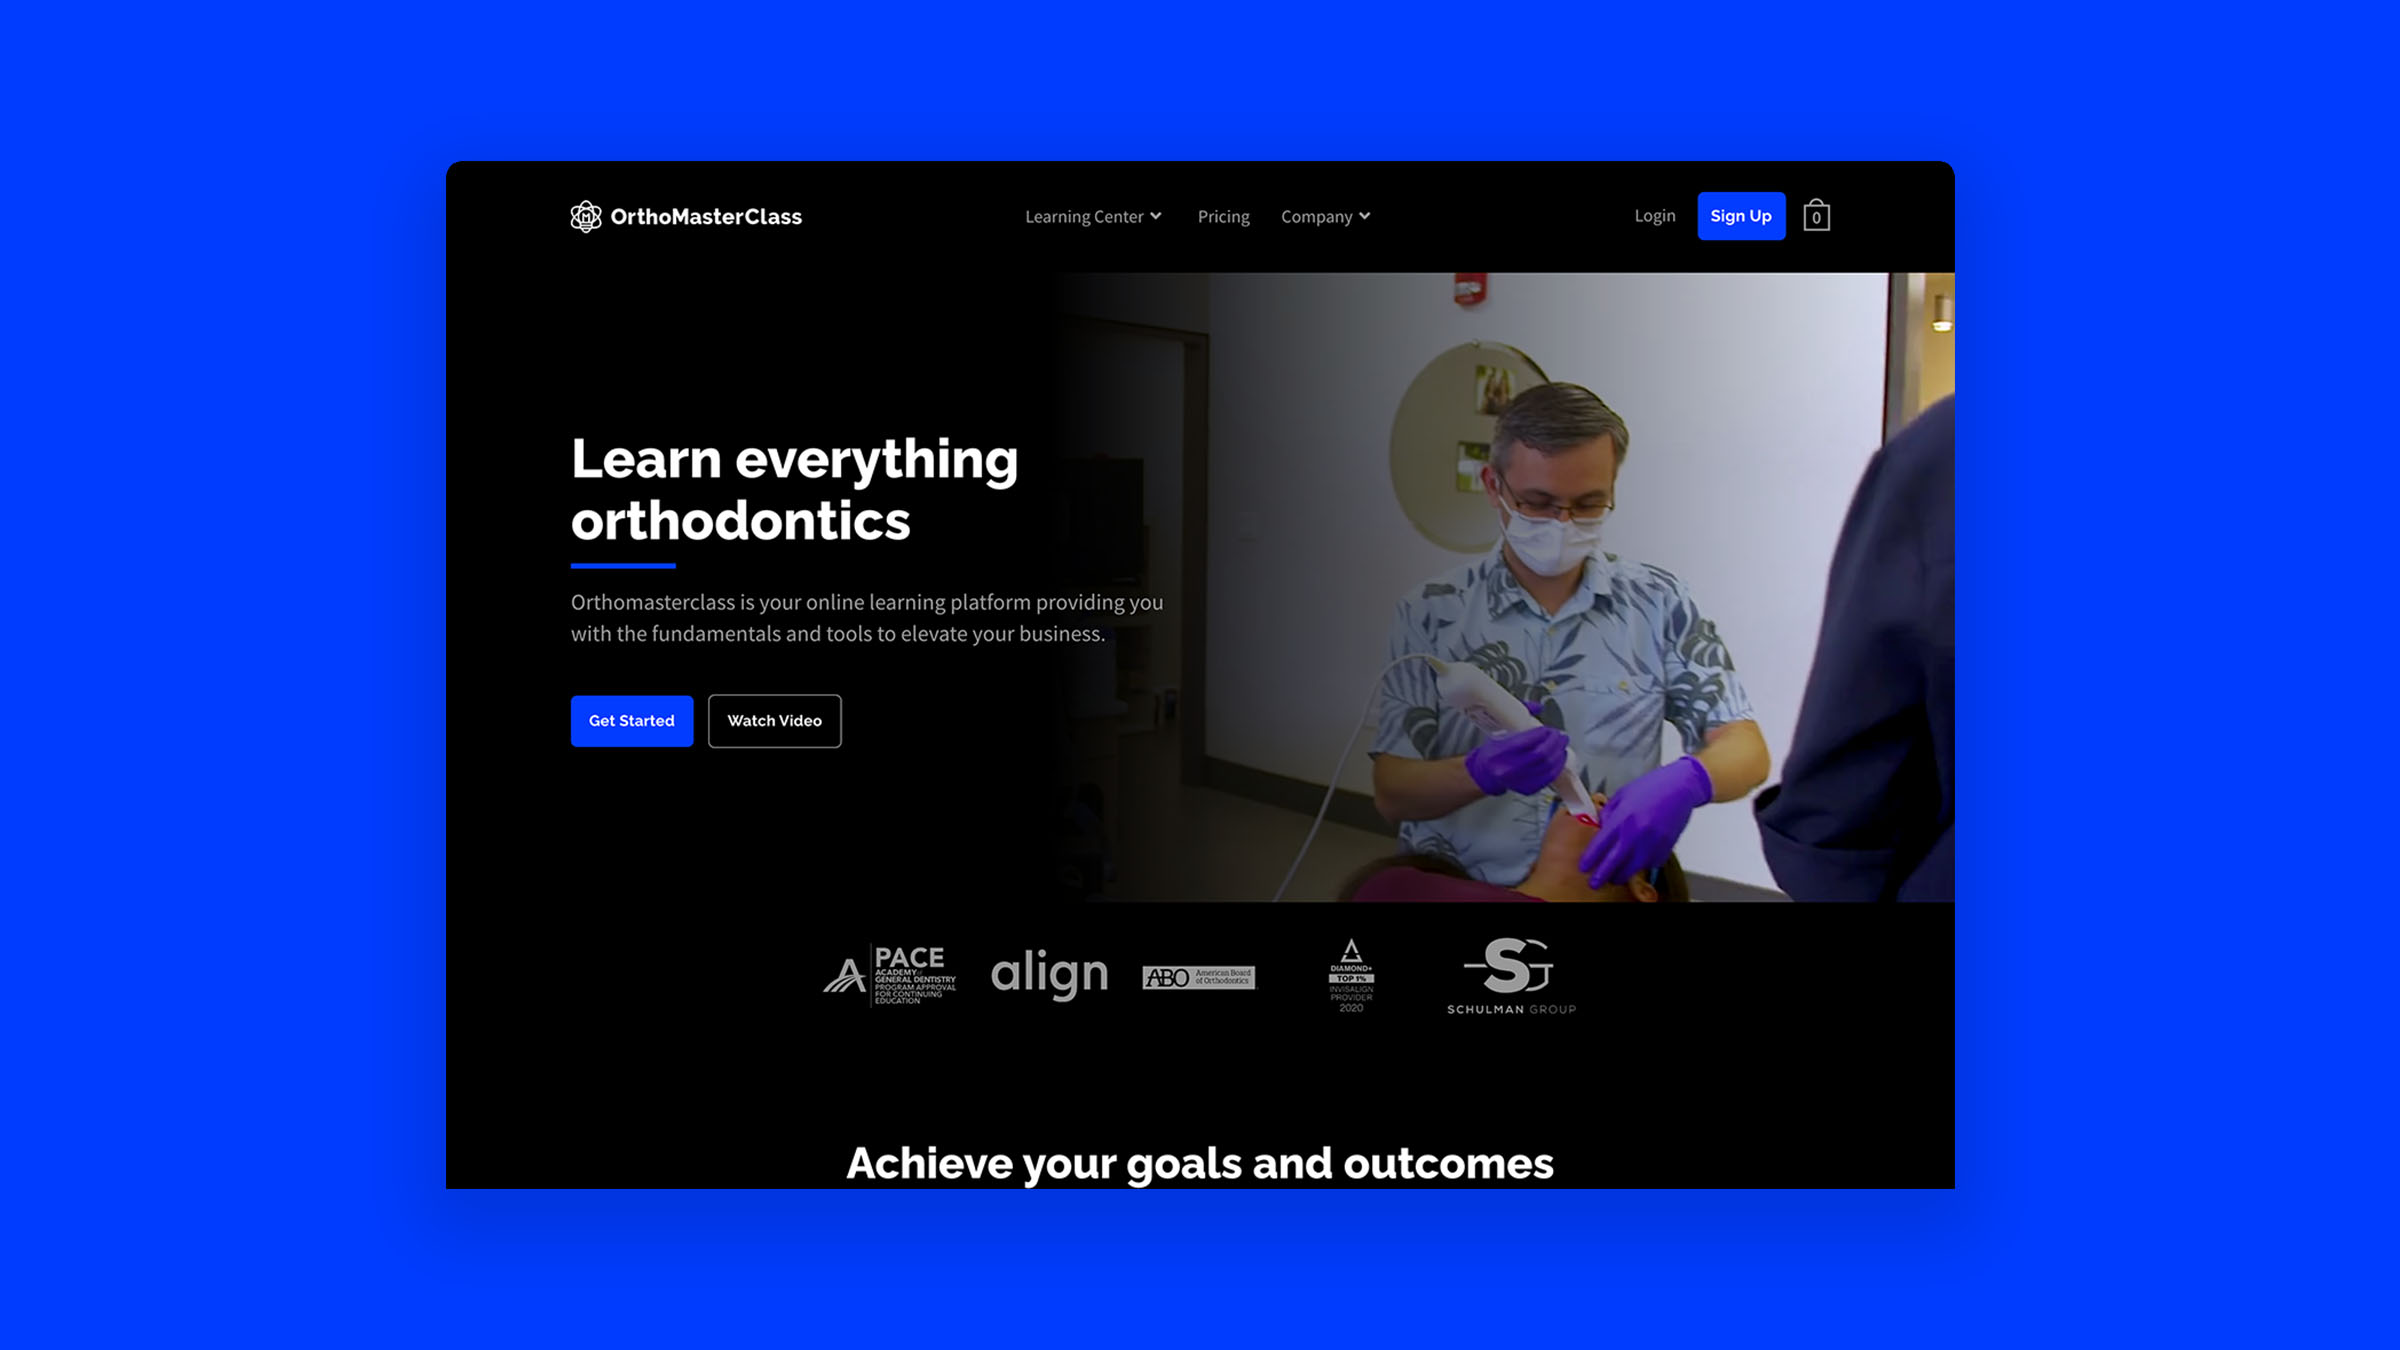 OrthoMasterClass
Learning Center
Pricing
Company
Login
Sign Up
0
Learn everything
orthodontics
Orthomasterclass is your online learning platform providing you
with the fundamentals and tools to elevate your business.
Get Started
Watch Video
PACE
ACADEMY of
GENERAL DENTISTRY
PROGRAM APPROVAL
FOR CONTINUING
EDUCATION
align
ABO
American Board
of Orthodontics
DIAMOND+
TOP 1%
INVISALIGN
PROVIDER
2020
SG
SCHULMAN GROUP
Achieve your goals and outcomes